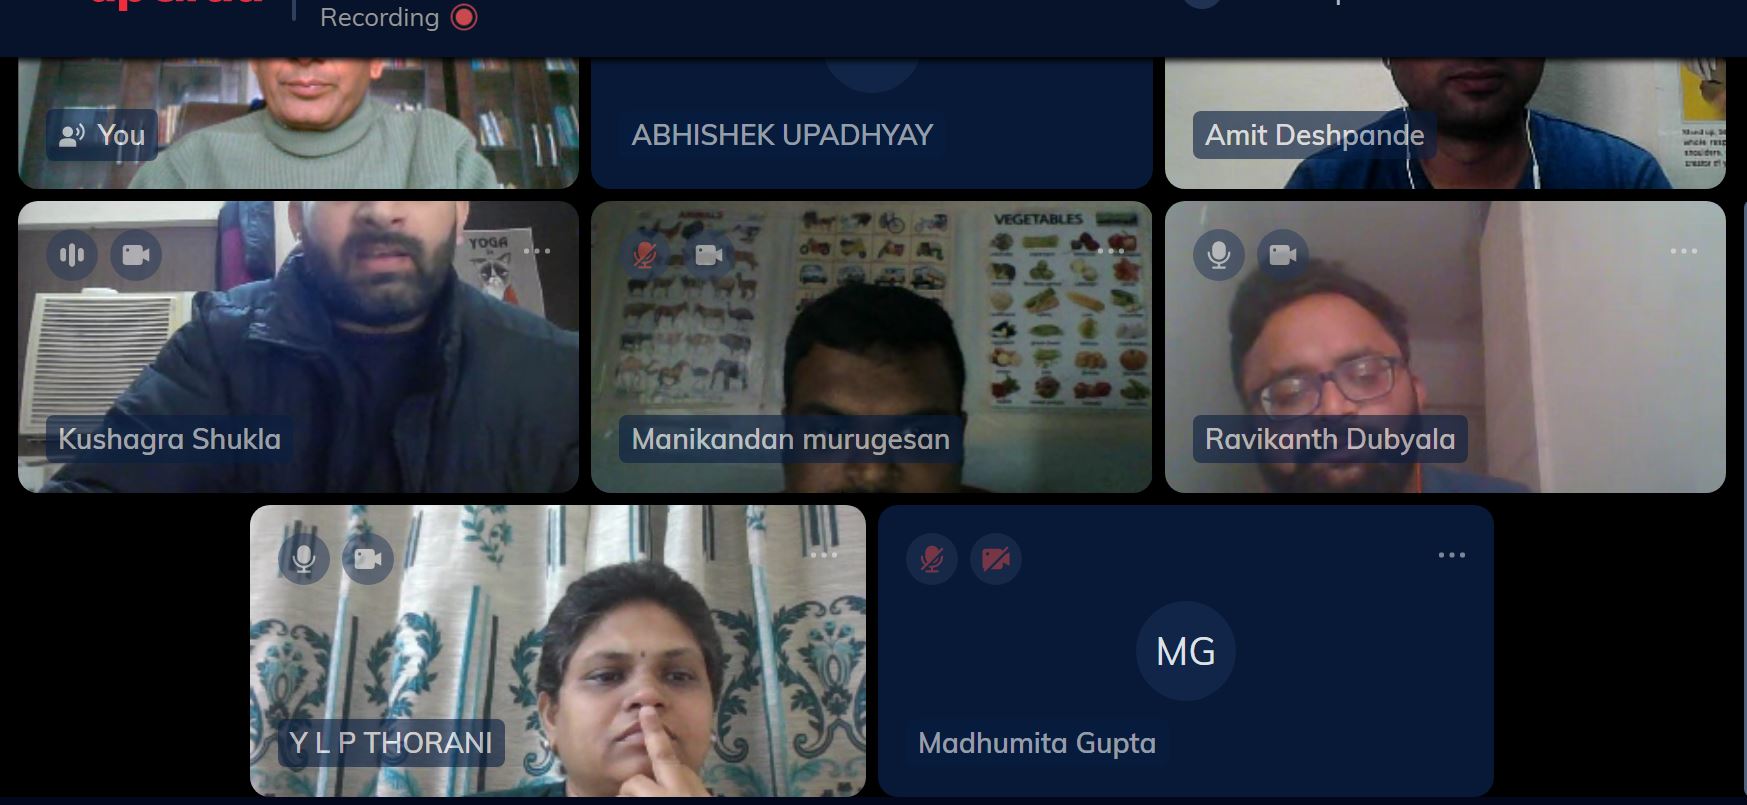 Recording
You
ABHISHEK UPADHYAY
Amit Deshpande
YOGA
Kushagra Shukla
ANIMALS
VEGETABLES
Manikandan murugesan
Ravikanth Dubyala
Y L P THORANI
MG
Madhumita Gupta